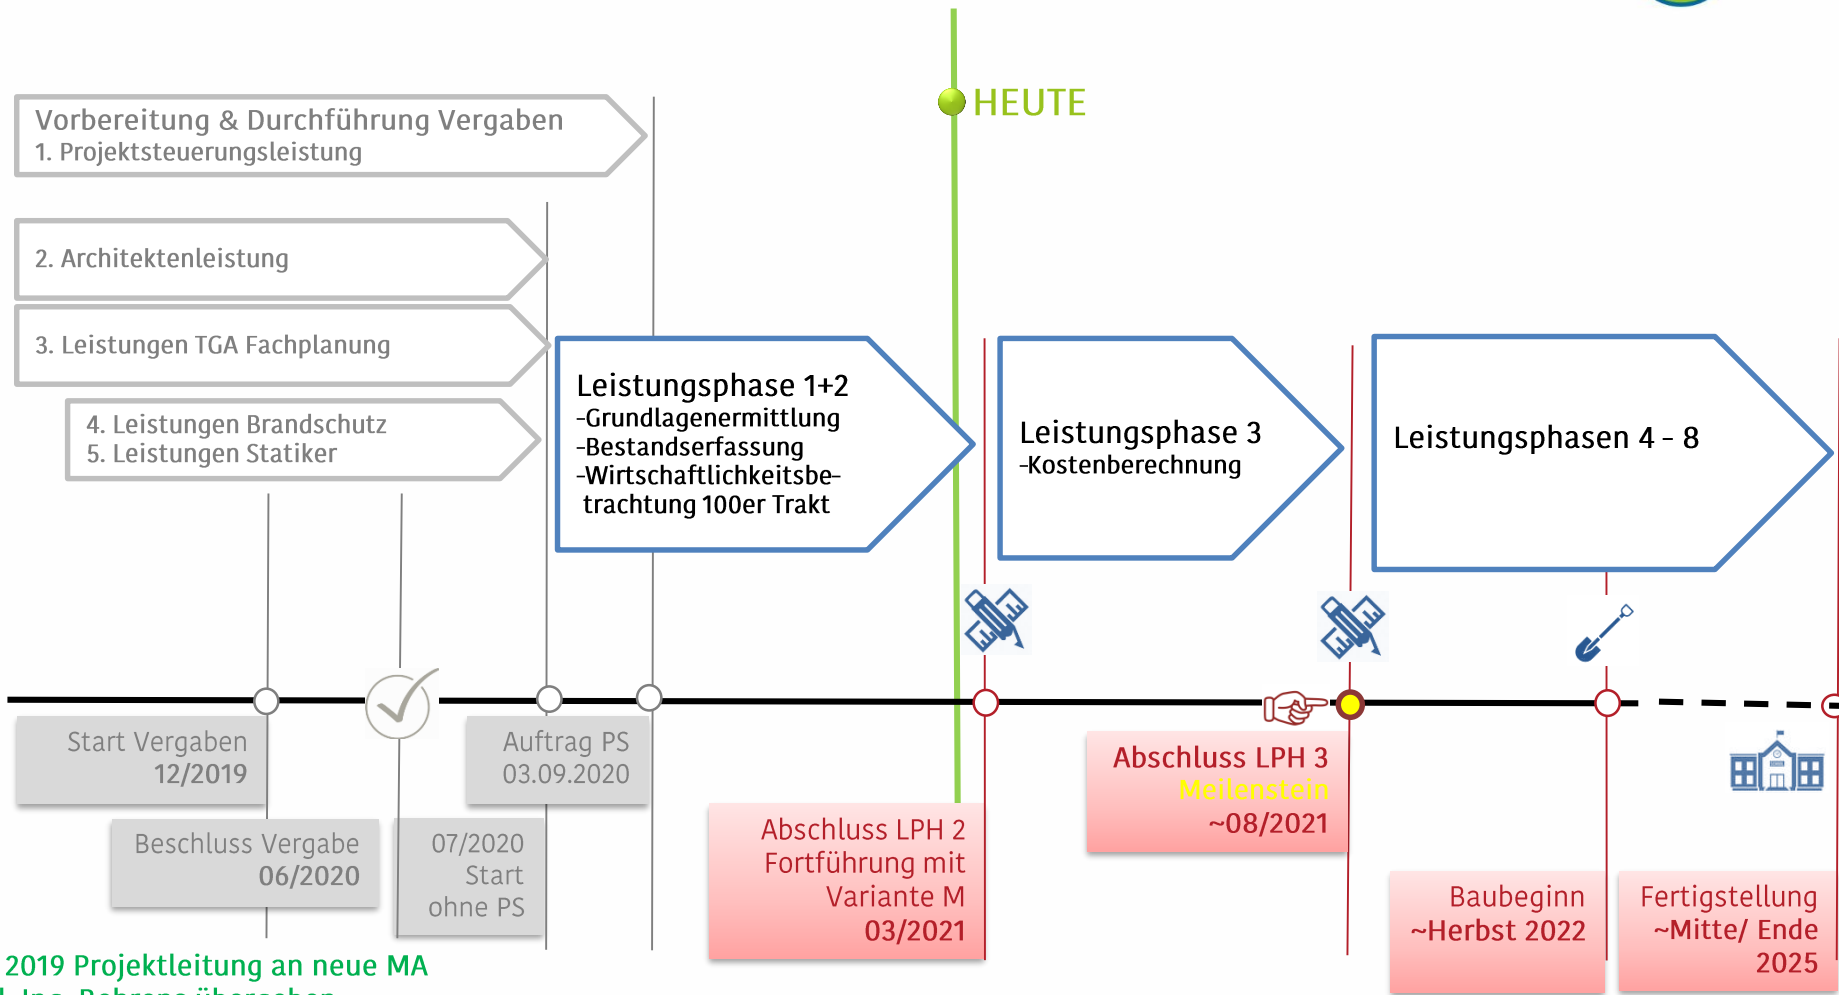 HEUTE
Vorbereitung & Durchführung Vergaben
1. Projektsteuerungsleistung
2. Architektenleistung
3. Leistungen TGA Fachplanung
4. Leistungen Brandschutz
5. Leistungen Statiker
Leistungsphase 1+2
-Grundlagenermittlung
-Bestandserfassung
-Wirtschaftlichkeitsbe-
trachtung 100er Trakt
Leistungsphase 3
-Kostenberechnung
Leistungsphasen 4 - 8
Start Vergaben
12/2019
Beschluss Vergabe
06/2020
07/2020
Start
ohne PS
Auftrag PS
03.09.2020
Abschluss LPH 2
Fortführung mit
Variante M
03/2021
Abschluss LPH 3
Meilenstein
~08/2021
Baubeginn
~Herbst 2022
Fertigstellung
~Mitte/ Ende
2025
2019 Projektleitung an neue MA